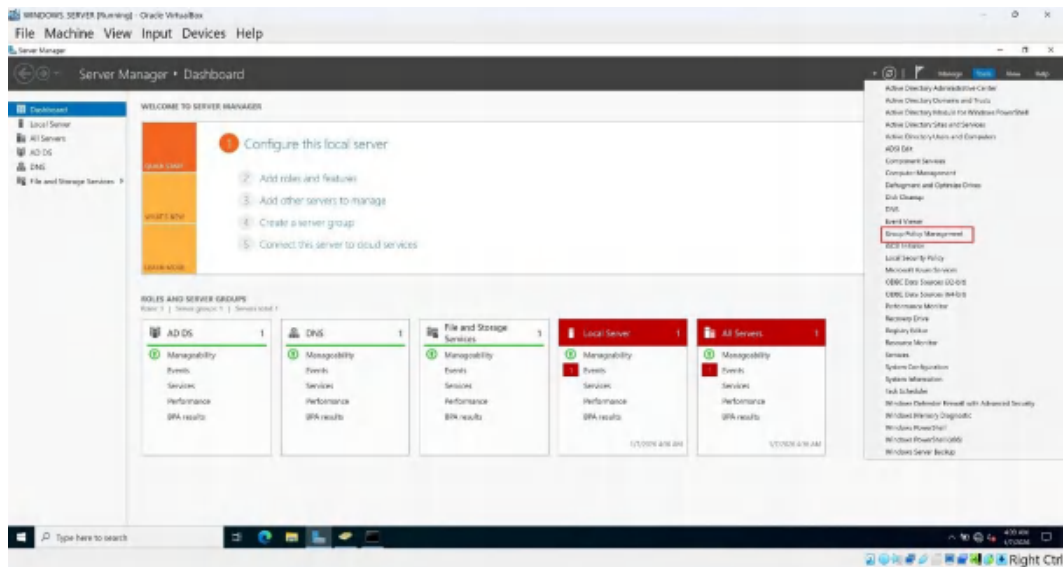 WINDOWS SERVER [Running] - Oracle VirtualBox
File Machine View Input Devices Help
Server Manager
Server Manager • Dashboard
Manage Tools View Help
Dashboard
Local Server
All Servers
AD DS
DNS
File and Storage Services
WELCOME TO SERVER MANAGER
QUICK START
WHAT'S NEW
LEARN MORE
1 Configure this local server
2 Add roles and features
3 Add other servers to manage
4 Create a server group
5 Connect this server to cloud services
ROLES AND SERVER GROUPS
Roles: 3 | Server groups: 1 | Servers total: 1
AD DS 1
Manageability
Events
Services
Performance
BPA results
DNS 1
Manageability
Events
Services
Performance
BPA results
File and Storage Services 1
Manageability
Events
Services
Performance
BPA results
Local Server 1
Manageability
1 Events
Services
Performance
BPA results
All Servers 1
Manageability
1 Events
Services
Performance
BPA results
Active Directory Administrative Center
Active Directory Domains and Trusts
Active Directory Module for Windows PowerShell
Active Directory Sites and Services
Active Directory Users and Computers
ADSI Edit
Component Services
Computer Management
Defragment and Optimize Drives
Disk Cleanup
DNS
Event Viewer
Group Policy Management
iSCSI Initiator
Local Security Policy
Microsoft Azure Services
ODBC Data Sources (32-bit)
ODBC Data Sources (64-bit)
Performance Monitor
Recovery Drive
Registry Editor
Resource Monitor
Services
System Configuration
System Information
Task Scheduler
Windows Defender Firewall with Advanced Security
Windows Memory Diagnostic
Windows PowerShell
Windows PowerShell (x86)
Windows Server Backup
Type here to search
Right Ctrl